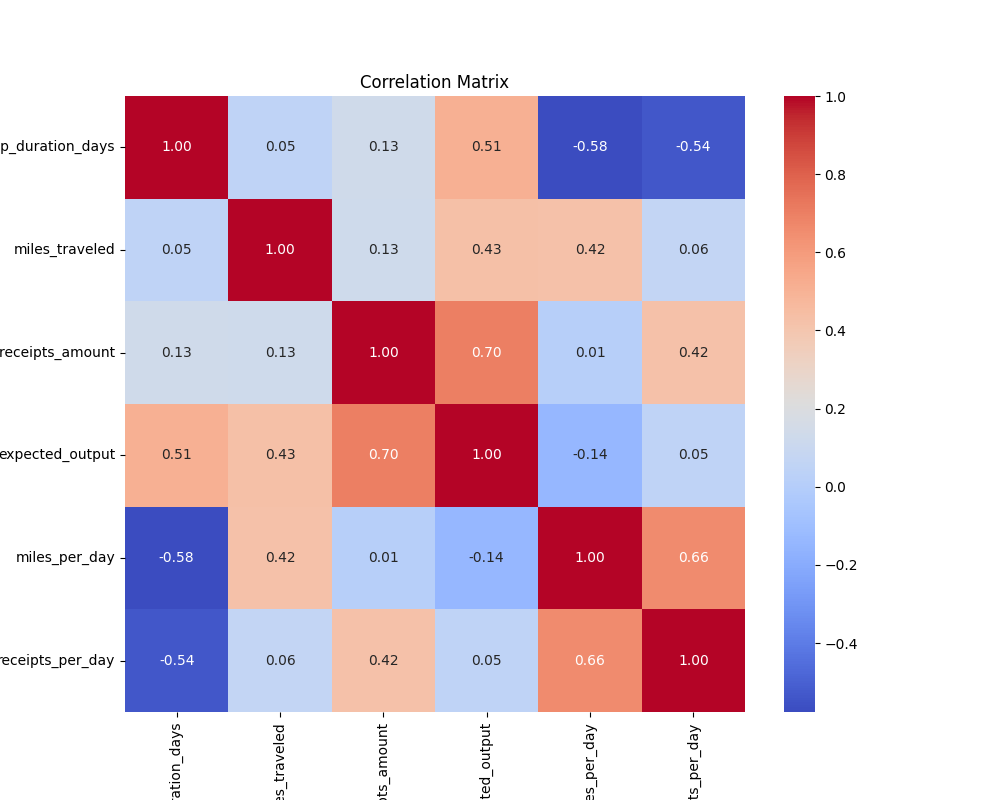 Correlation Matrix
p_duration_days 1.00 0.05 0.13 0.51 -0.58 -0.54
miles_traveled 0.05 1.00 0.13 0.43 0.42 0.06
receipts_amount 0.13 0.13 1.00 0.70 0.01 0.42
expected_output 0.51 0.43 0.70 1.00 -0.14 0.05
miles_per_day -0.58 0.42 0.01 -0.14 1.00 0.66
receipts_per_day -0.54 0.06 0.42 0.05 0.66 1.00
ration_days
es_traveled
pts_amount
ted_output
es_per_day
ts_per_day
1.0
0.8
0.6
0.4
0.2
0.0
−0.2
−0.4